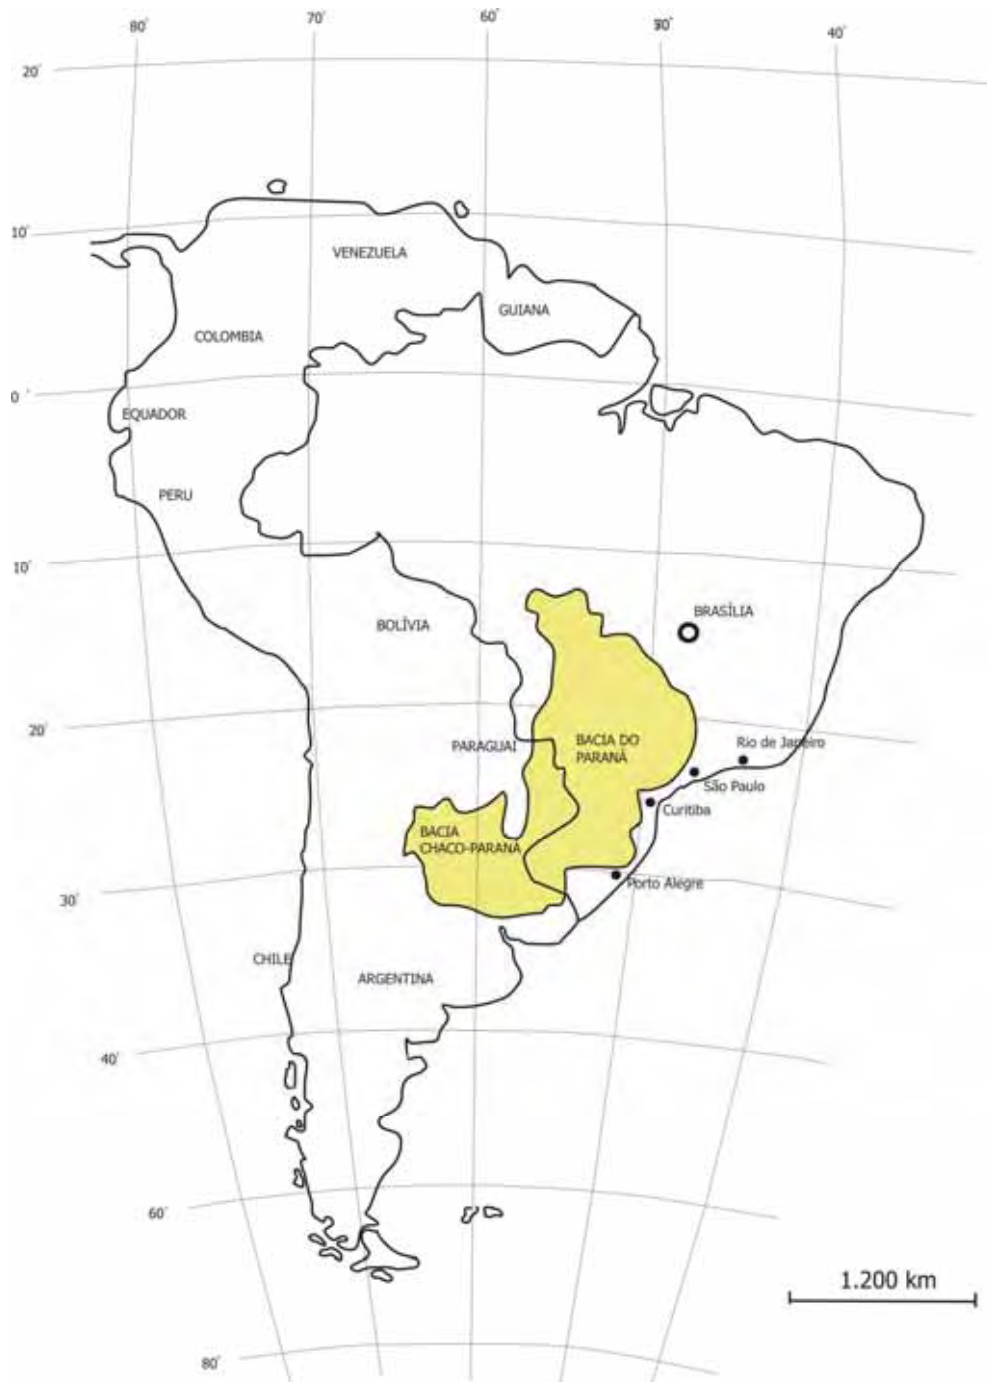 80°
70°
60°
50°
40°
20°
10°
VENEZUELA
GUIANA
COLOMBIA
0 °
EQUADOR
PERU
10°
BRASÍLIA
BOLÍVIA
20°
PARAGUAI
BACIA DO
PARANÁ
Rio de Janeiro
São Paulo
Curitiba
BACIA
CHACO-PARANÁ
Porto Alegre
30°
CHILE
ARGENTINA
40°
60°
1.200 km
80°